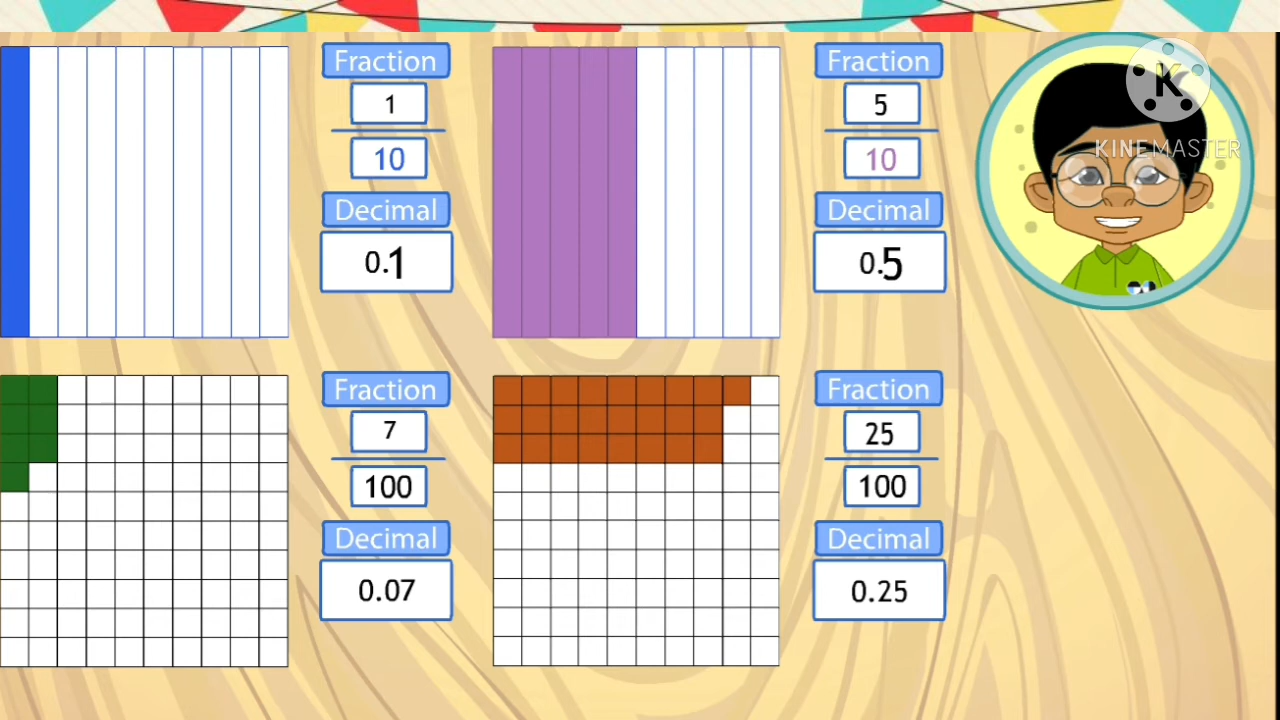 Fraction
1
10
Decimal
0.1
Fraction
5
10
Decimal
0.5
K
KINEMASTER
Fraction
7
100
Decimal
0.07
Fraction
25
100
Decimal
0.25